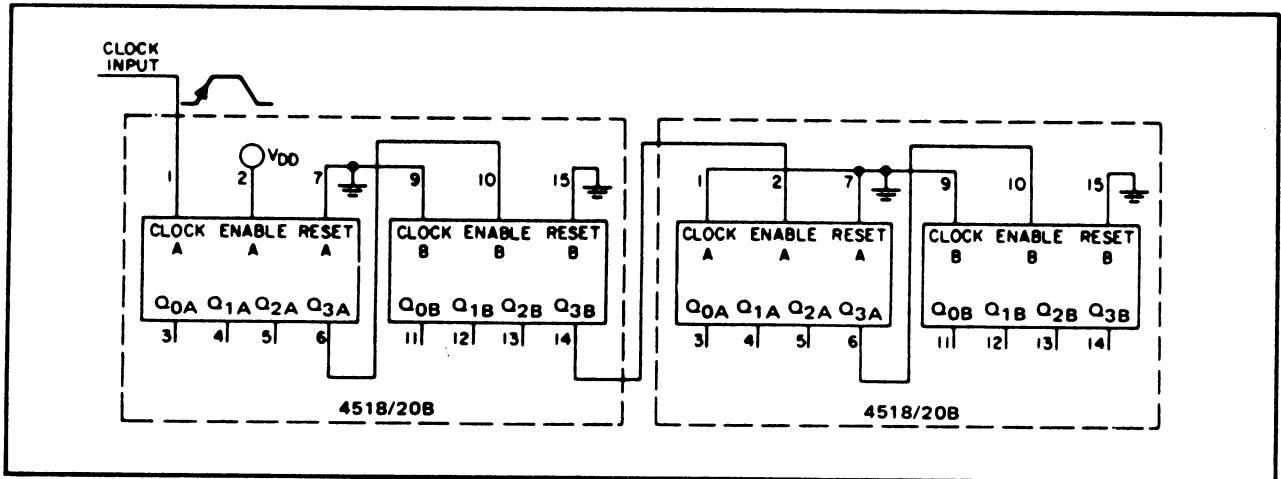 CLOCK
INPUT
V_DD
1 2 7 9 10 15 1 2 7 9 10 15
CLOCK ENABLE RESET CLOCK ENABLE RESET CLOCK ENABLE RESET CLOCK ENABLE RESET
A A A B B B A A A B B B
Q0A Q1A Q2A Q3A Q0B Q1B Q2B Q3B Q0A Q1A Q2A Q3A Q0B Q1B Q2B Q3B
3 4 5 6 11 12 13 14 3 4 5 6 11 12 13 14
4518/20B 4518/20B